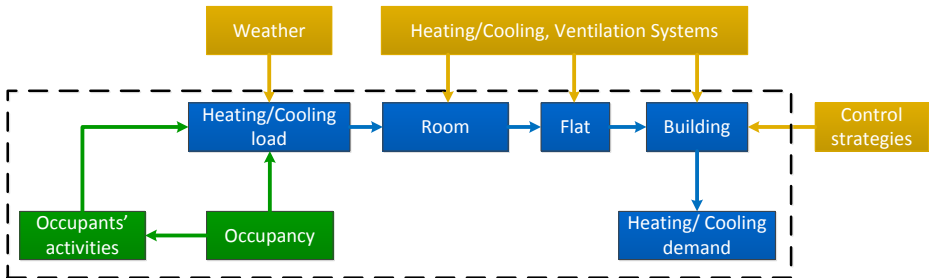 Weather
Heating/Cooling, Ventilation Systems
Heating/Cooling
load
Room
Flat
Building
Control
strategies
Occupants'
activities
Occupancy
Heating/ Cooling
demand